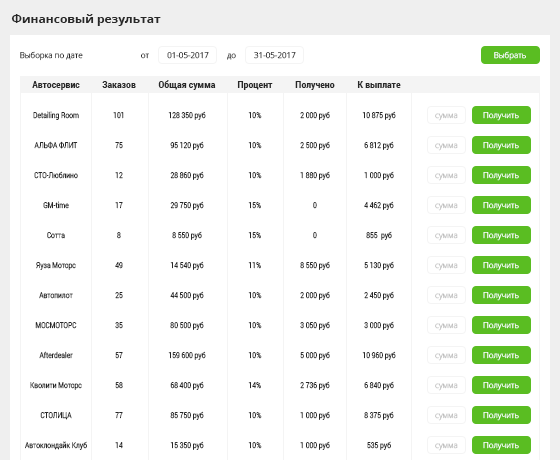 Финансовый результат
Выборка по дате от 01-05-2017 до 31-05-2017 Выбрать
Автосервис Заказов Общая сумма Процент Получено К выплате
Detailing Room 101 128 350 руб 10% 2 000 руб 10 875 руб сумма Получить
АЛЬФА ФЛИТ 75 95 120 руб 10% 2 500 руб 6 812 руб сумма Получить
СТО-Люблино 12 28 860 руб 10% 1 880 руб 1 000 руб сумма Получить
GM-time 17 29 750 руб 15% 0 4 462 руб сумма Получить
Сотта 8 8 550 руб 15% 0 855 руб сумма Получить
Яуза Моторс 49 14 540 руб 11% 8 550 руб 5 130 руб сумма Получить
Автопилот 25 44 500 руб 10% 2 000 руб 2 450 руб сумма Получить
МОСМОТОРС 35 80 500 руб 10% 3 050 руб 3 000 руб сумма Получить
Afterdealer 57 159 600 руб 10% 5 000 руб 10 960 руб сумма Получить
Кволити Моторс 58 68 400 руб 14% 2 736 руб 6 840 руб сумма Получить
СТОЛИЦА 77 85 750 руб 10% 1 000 руб 8 375 руб сумма Получить
Автоклондайк Клуб 14 15 350 руб 10% 1 000 руб 535 руб сумма Получить